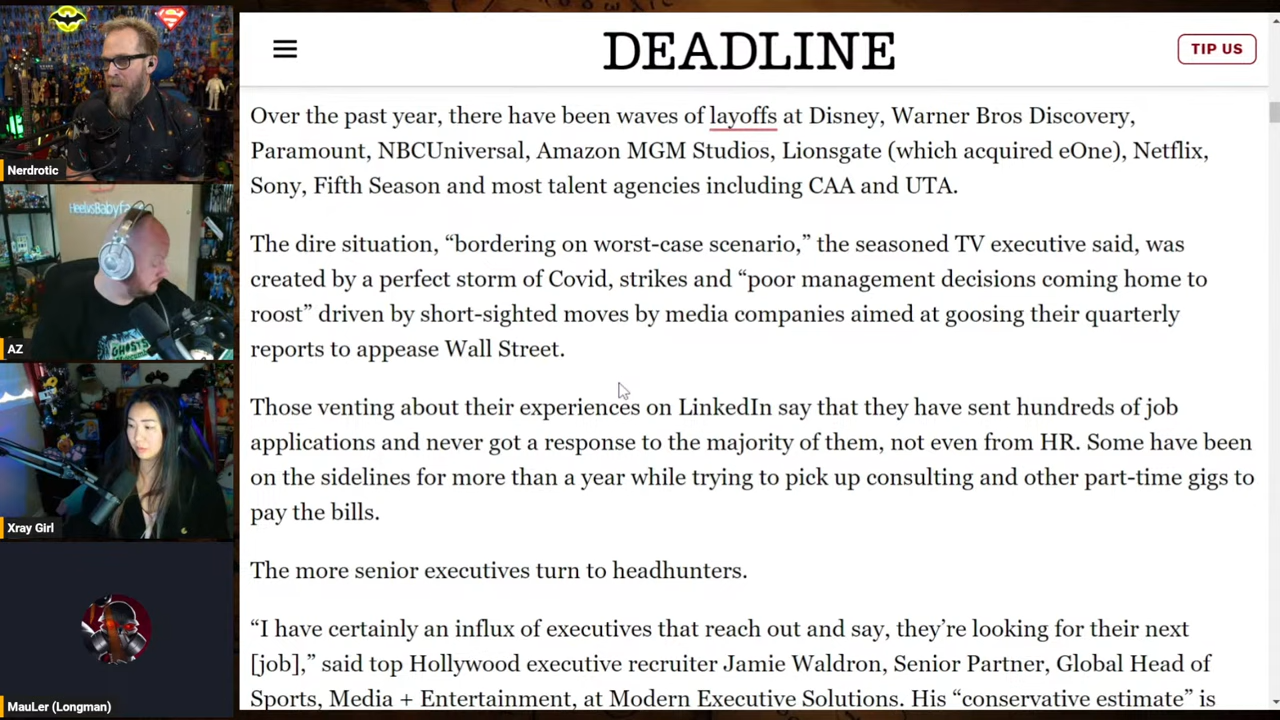 DEADLINE
TIP US
Over the past year, there have been waves of layoffs at Disney, Warner Bros Discovery,
Paramount, NBCUniversal, Amazon MGM Studios, Lionsgate (which acquired eOne), Netflix,
Sony, Fifth Season and most talent agencies including CAA and UTA.
The dire situation, “bordering on worst-case scenario,” the seasoned TV executive said, was
created by a perfect storm of Covid, strikes and “poor management decisions coming home to
roost” driven by short-sighted moves by media companies aimed at goosing their quarterly
reports to appease Wall Street.
Those venting about their experiences on LinkedIn say that they have sent hundreds of job
applications and never got a response to the majority of them, not even from HR. Some have been
on the sidelines for more than a year while trying to pick up consulting and other part-time gigs to
pay the bills.
The more senior executives turn to headhunters.
“I have certainly an influx of executives that reach out and say, they’re looking for their next
[job],” said top Hollywood executive recruiter Jamie Waldron, Senior Partner, Global Head of
Sports, Media + Entertainment, at Modern Executive Solutions. His “conservative estimate” is
Nerdrotic
AZ
Xray Girl
MauLer (Longman)